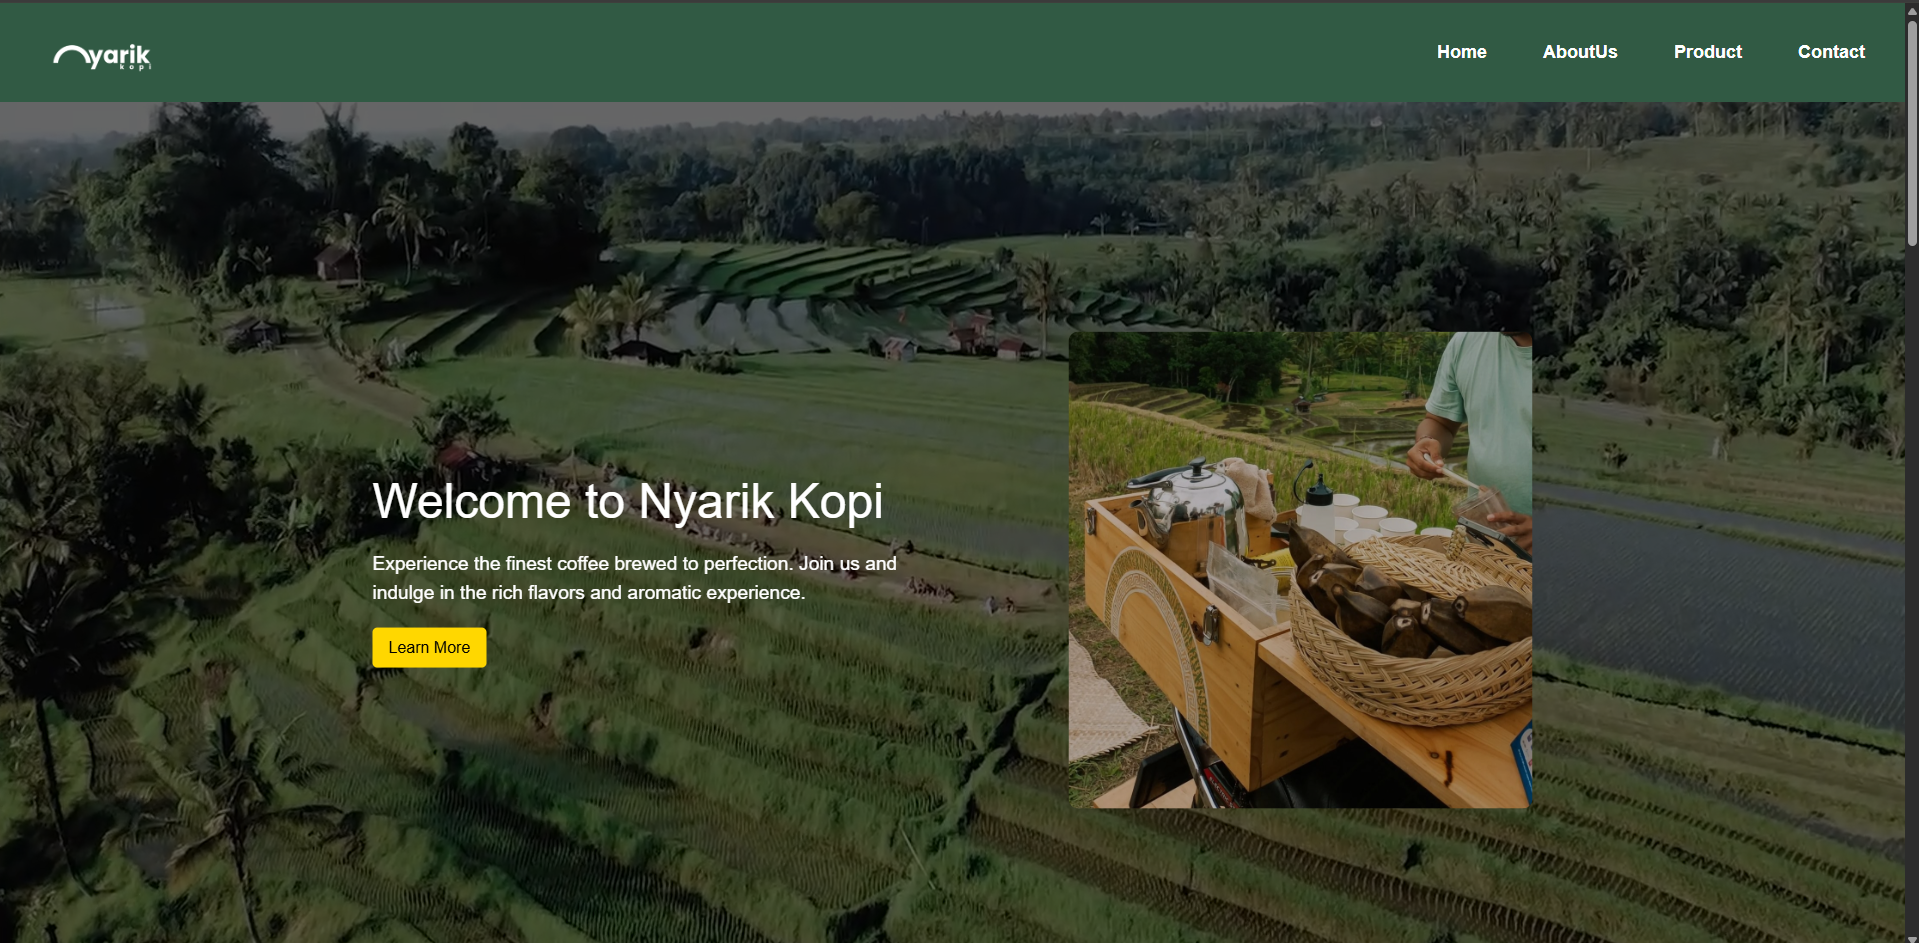 nyarik
kopi
Home
AboutUs
Product
Contact
Welcome to Nyarik Kopi
Experience the finest coffee brewed to perfection. Join us and
indulge in the rich flavors and aromatic experience.
Learn More